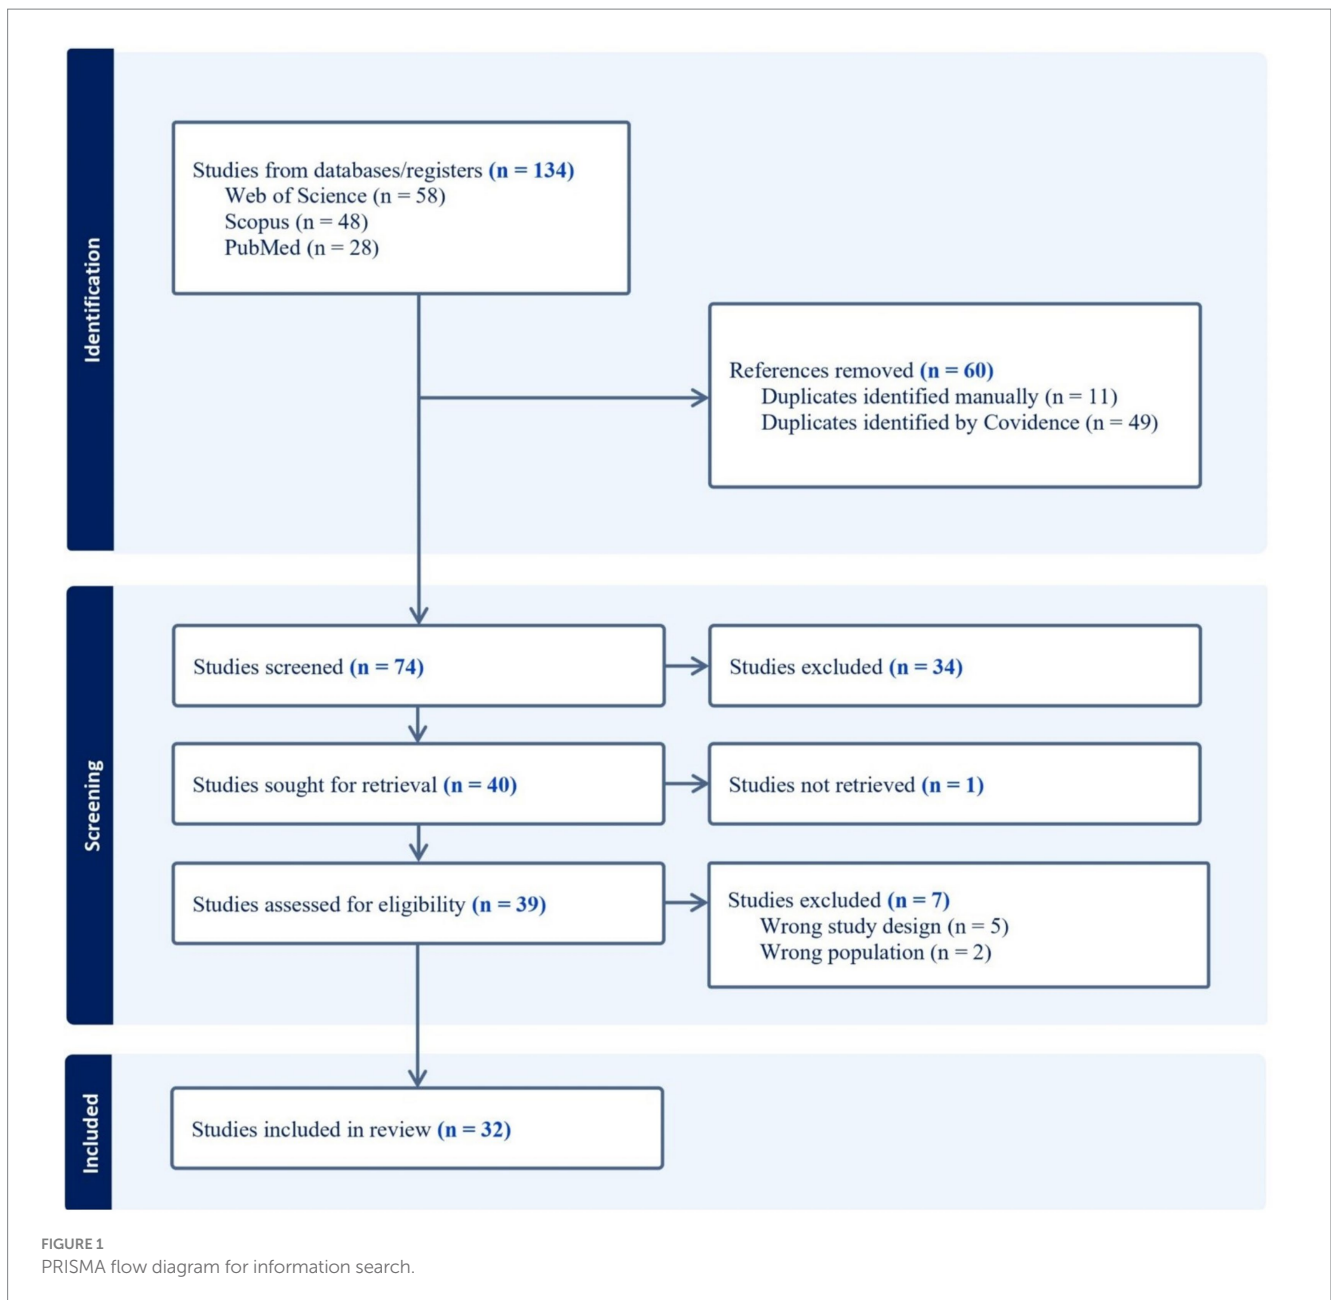 Identification
Studies from databases/registers (n = 134)
Web of Science (n = 58)
Scopus (n = 48)
PubMed (n = 28)
References removed (n = 60)
Duplicates identified manually (n = 11)
Duplicates identified by Covidence (n = 49)
Screening
Studies screened (n = 74)
Studies excluded (n = 34)
Studies sought for retrieval (n = 40)
Studies not retrieved (n = 1)
Studies assessed for eligibility (n = 39)
Studies excluded (n = 7)
Wrong study design (n = 5)
Wrong population (n = 2)
Included
Studies included in review (n = 32)
FIGURE 1
PRISMA flow diagram for information search.